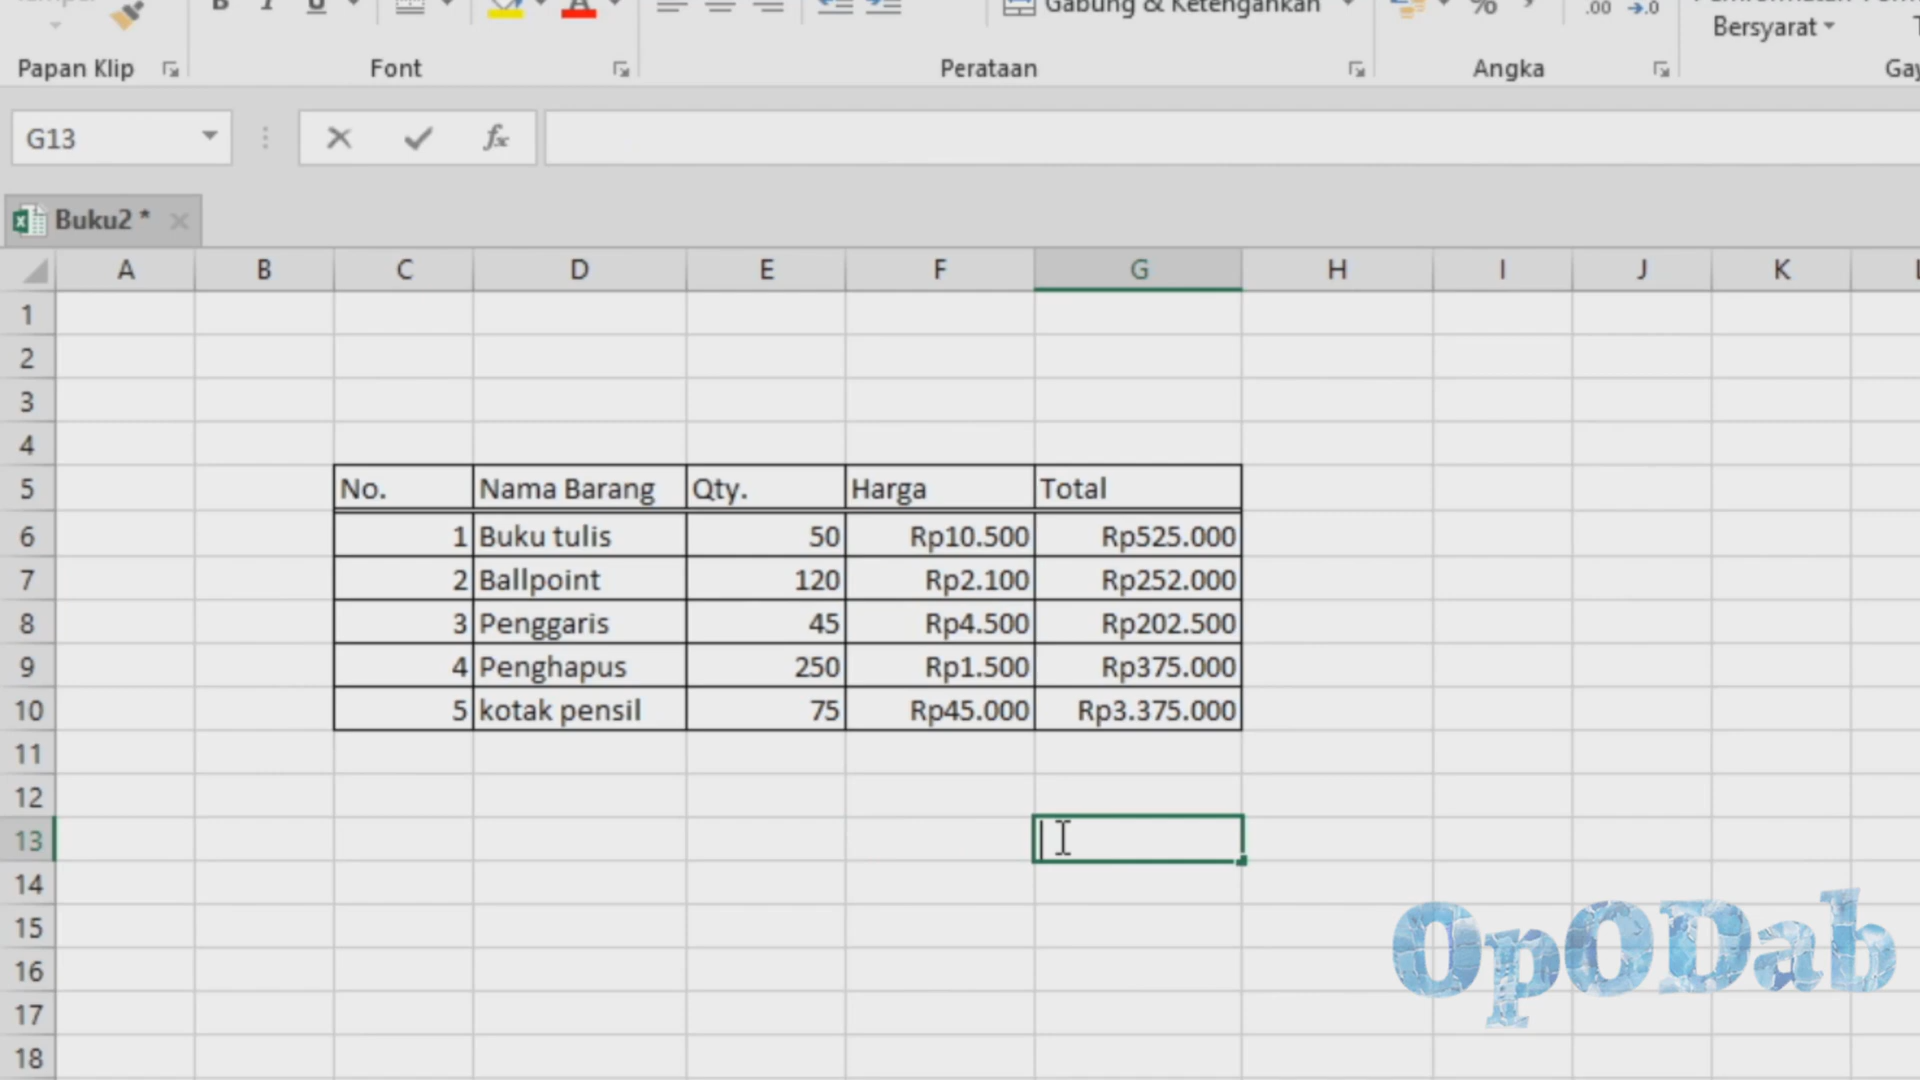 B I U
Gabung & Ketengahkan
% ,00 ,0
Bersyarat
Papan Klip Font Perataan Angka
G13 fx
Buku2 *
A B C D E F G H I J K
1
2
3
4
5 No. Nama Barang Qty. Harga Total
6 1 Buku tulis 50 Rp10.500 Rp525.000
7 2 Ballpoint 120 Rp2.100 Rp252.000
8 3 Penggaris 45 Rp4.500 Rp202.500
9 4 Penghapus 250 Rp1.500 Rp375.000
10 5 kotak pensil 75 Rp45.000 Rp3.375.000
11
12
13
14
15
16
17
18
OpODab